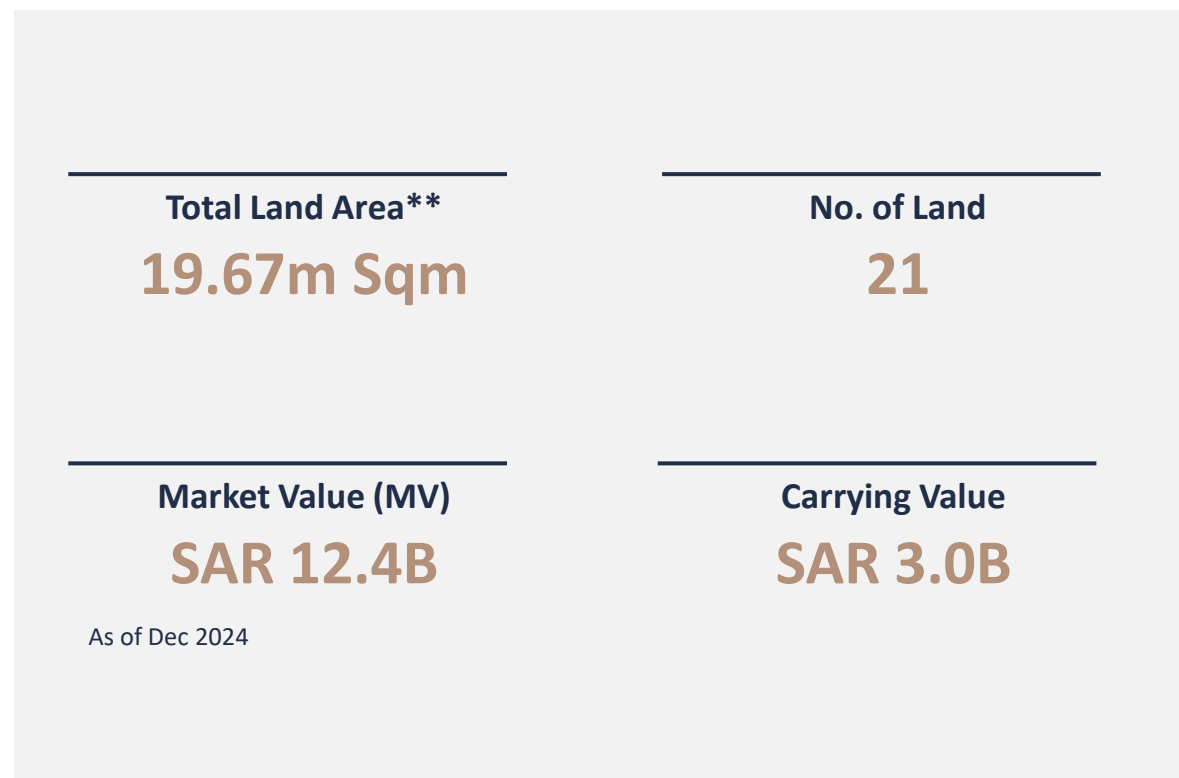 Total Land Area**
19.67m Sqm
No. of Land
21
Market Value (MV)
SAR 12.4B
As of Dec 2024
Carrying Value
SAR 3.0B